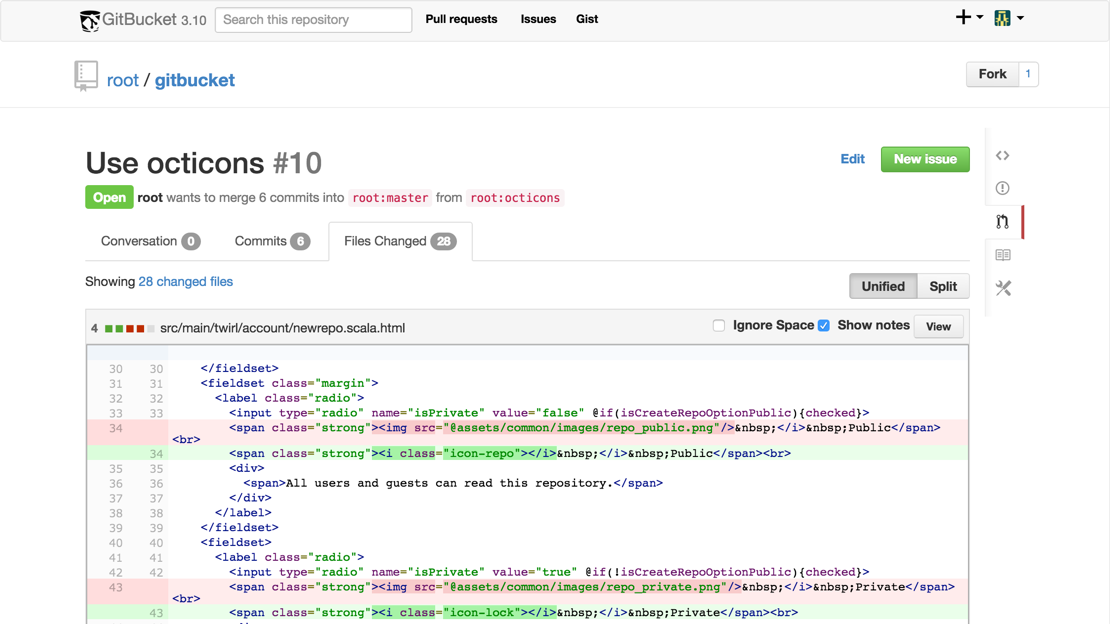 GitBucket 3.10 Search this repository Pull requests Issues Gist
root / gitbucket Fork 1
Use octicons #10 Edit New issue
Open root wants to merge 6 commits into root:master from root:octicons
Conversation 0 Commits 6 Files Changed 28
Showing 28 changed files Unified Split
4 src/main/twirl/account/newrepo.scala.html Ignore Space Show notes View
30 30 </fieldset>
31 31 <fieldset class="margin">
32 32 <label class="radio">
33 33 <input type="radio" name="isPrivate" value="false" @if(isCreateRepoOptionPublic){checked}>
34 <span class="strong"><img src="@assets/common/images/repo_public.png"/>&nbsp;</i>&nbsp;Public</span>
<br>
34 <span class="strong"><i class="icon-repo"></i>&nbsp;</i>&nbsp;Public</span><br>
35 35 <div>
36 36 <span>All users and guests can read this repository.</span>
37 37 </div>
38 38 </label>
39 39 </fieldset>
40 40 <fieldset>
41 41 <label class="radio">
42 42 <input type="radio" name="isPrivate" value="true" @if(!isCreateRepoOptionPublic){checked}>
43 <span class="strong"><img src="@assets/common/images/repo_private.png"/>&nbsp;</i>&nbsp;Private</span>
<br>
43 <span class="strong"><i class="icon-lock"></i>&nbsp;</i>&nbsp;Private</span><br>